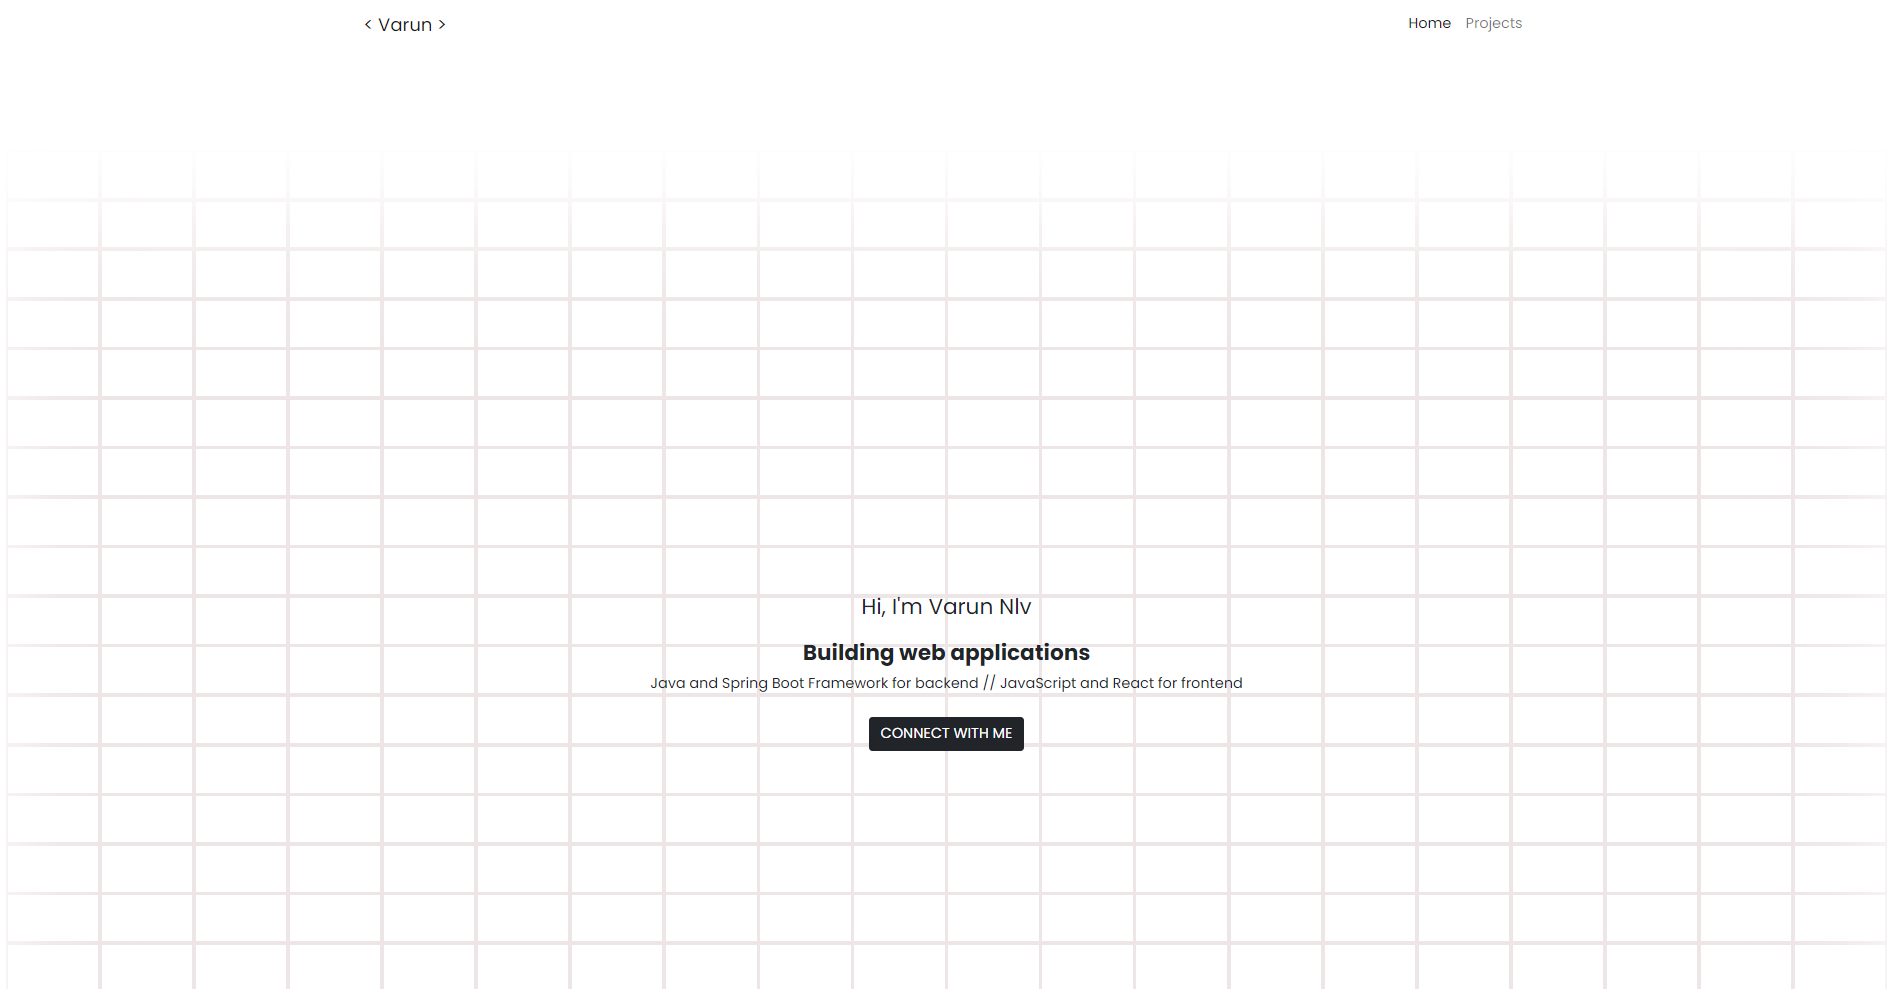 < Varun >
Home Projects
Hi, I'm Varun Nlv
Building web applications
Java and Spring Boot Framework for backend // JavaScript and React for frontend
CONNECT WITH ME